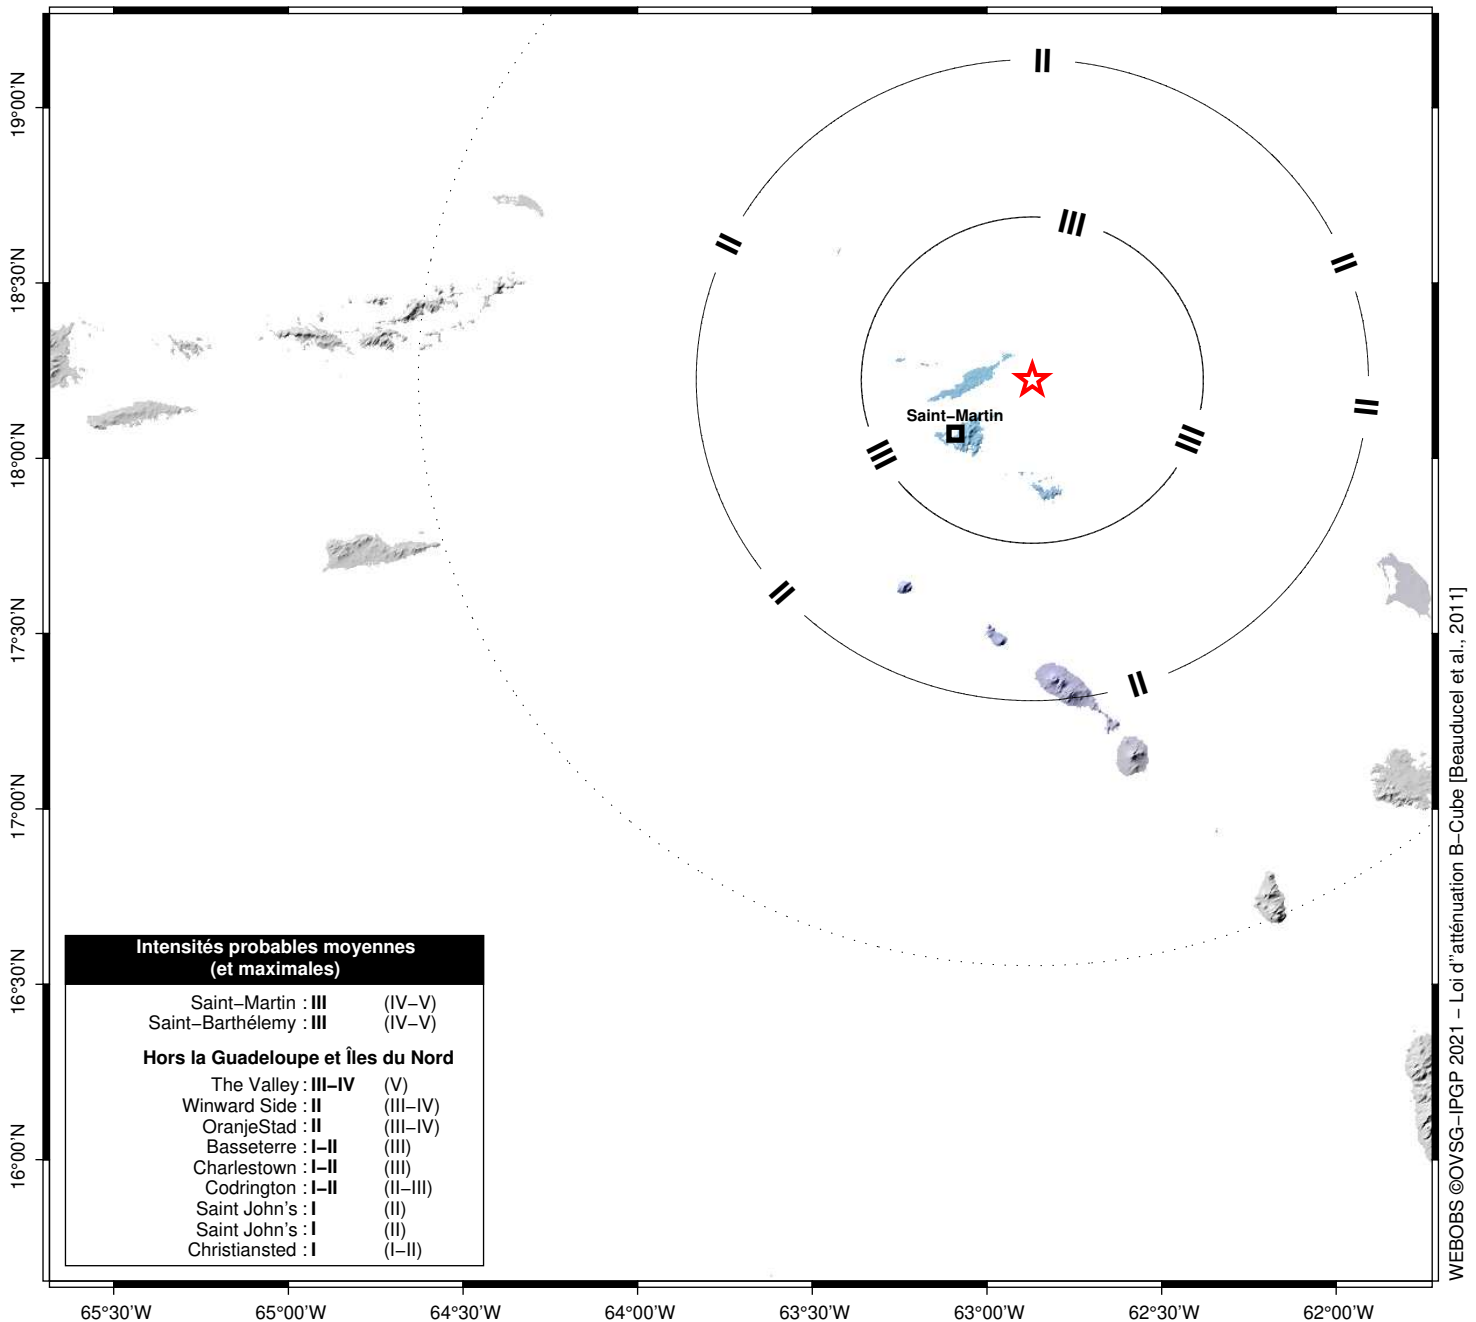 II
III
II
II
II
Saint−Martin
III
III
II
II
19°00'N
18°30'N
18°00'N
17°30'N
17°00'N
16°30'N
16°00'N
Intensités probables moyennes
(et maximales)
Saint−Martin : III (IV−V)
Saint−Barthélemy : III (IV−V)
Hors la Guadeloupe et Îles du Nord
The Valley : III−IV (V)
Winward Side : II (III−IV)
OranjeStad : II (III−IV)
Basseterre : I−II (III)
Charlestown : I−II (III)
Codrington : I−II (II−III)
Saint John's : I (II)
Saint John's : I (II)
Christiansted : I (I−II)
65°30'W 65°00'W 64°30'W 64°00'W 63°30'W 63°00'W 62°30'W 62°00'W
WEBOBS ©OVSG−IPGP 2021 − Loi d''atténuation B−Cube [Beauducel et al., 2011]